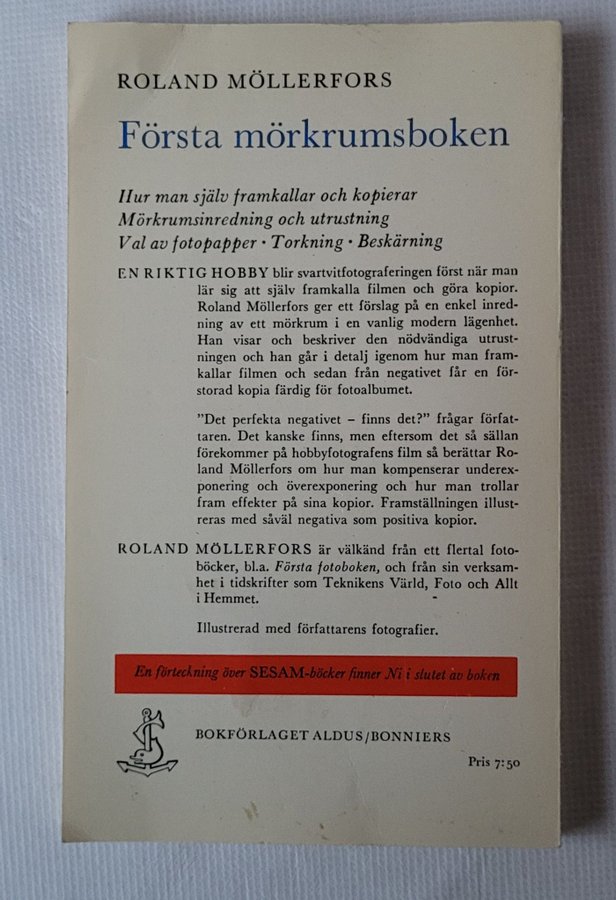 ROLAND MÖLLERFORS
Första mörkrumsboken
Hur man själv framkallar och kopierar
Mörkrumsinredning och utrustning
Val av fotopapper · Torkning · Beskärning
EN RIKTIG HOBBY blir svartvitfotograferingen först när man
lär sig att själv framkalla filmen och göra kopior.
Roland Möllerfors ger ett förslag på en enkel inred-
ning av ett mörkrum i en vanlig modern lägenhet.
Han visar och beskriver den nödvändiga utrust-
ningen och han går i detalj igenom hur man fram-
kallar filmen och sedan från negativet får en för-
storad kopia färdig för fotoalbumet.
”Det perfekta negativet – finns det?” frågar förfat-
taren. Det kanske finns, men eftersom det så sällan
förekommer på hobbyfotografens film så berättar Ro-
land Möllerfors om hur man kompenserar underex-
ponering och överexponering och hur man trollar
fram effekter på sina kopior. Framställningen illust-
reras med såväl negativa som positiva kopior.
ROLAND MÖLLERFORS är välkänd från ett flertal foto-
böcker, bl.a. Första fotoboken, och från sin verksam-
het i tidskrifter som Teknikens Värld, Foto och Allt
i Hemmet.
Illustrerad med författarens fotografier.
En förteckning över SESAM-böcker finner Ni i slutet av boken
BOKFÖRLAGET ALDUS/BONNIERS
Pris 7:50